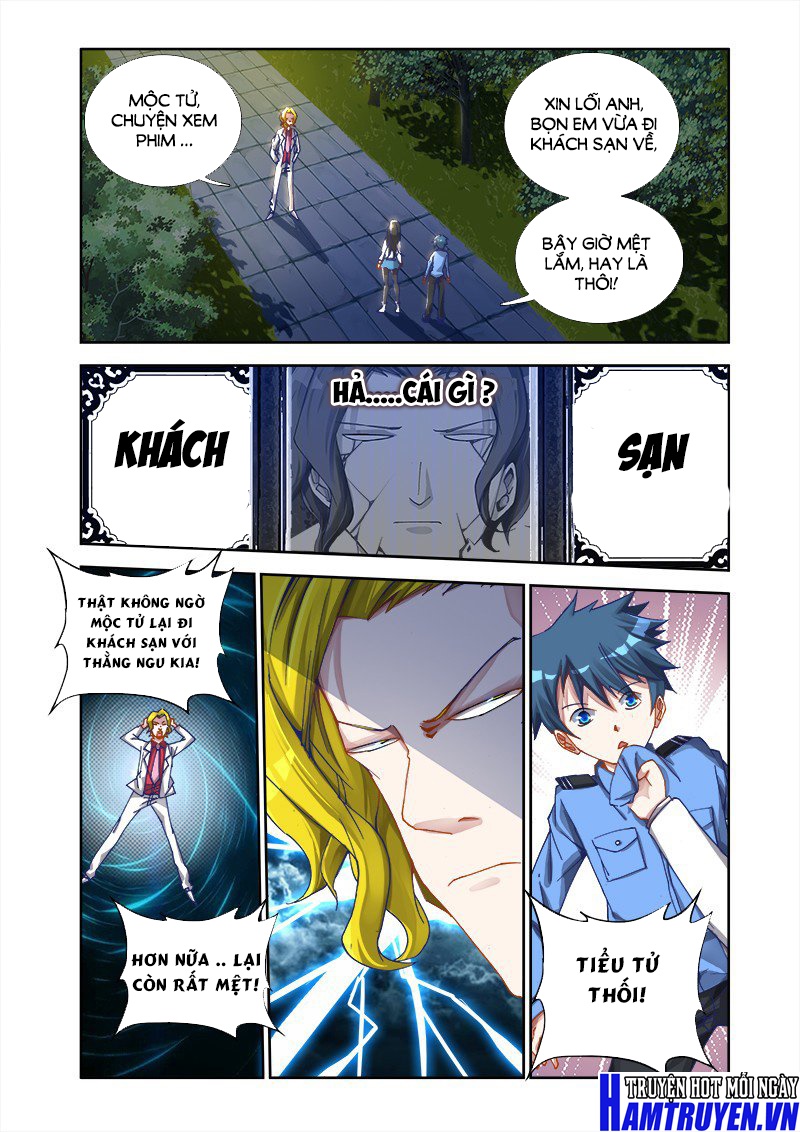 MỘC TỬ,
CHUYỆN XEM
PHIM ...
XIN LỖI ANH,
BỌN EM VỪA ĐI
KHÁCH SẠN VỀ,
BÂY GIỜ MỆT
LẮM, HAY LÀ
THÔI!
HẢ.....CÁI GÌ ?
KHÁCH
SẠN
THẬT KHÔNG NGỜ
MỘC TỬ LẠI ĐI
KHÁCH SẠN VỚI
THẰNG NGU KIA!
HƠN NỮA .. LẠI
CÒN RẤT MỆT!
TIỂU TỬ
THỐI!
TRUYỆN HOT MỖI NGÀY
HAMTRUYEN.VN